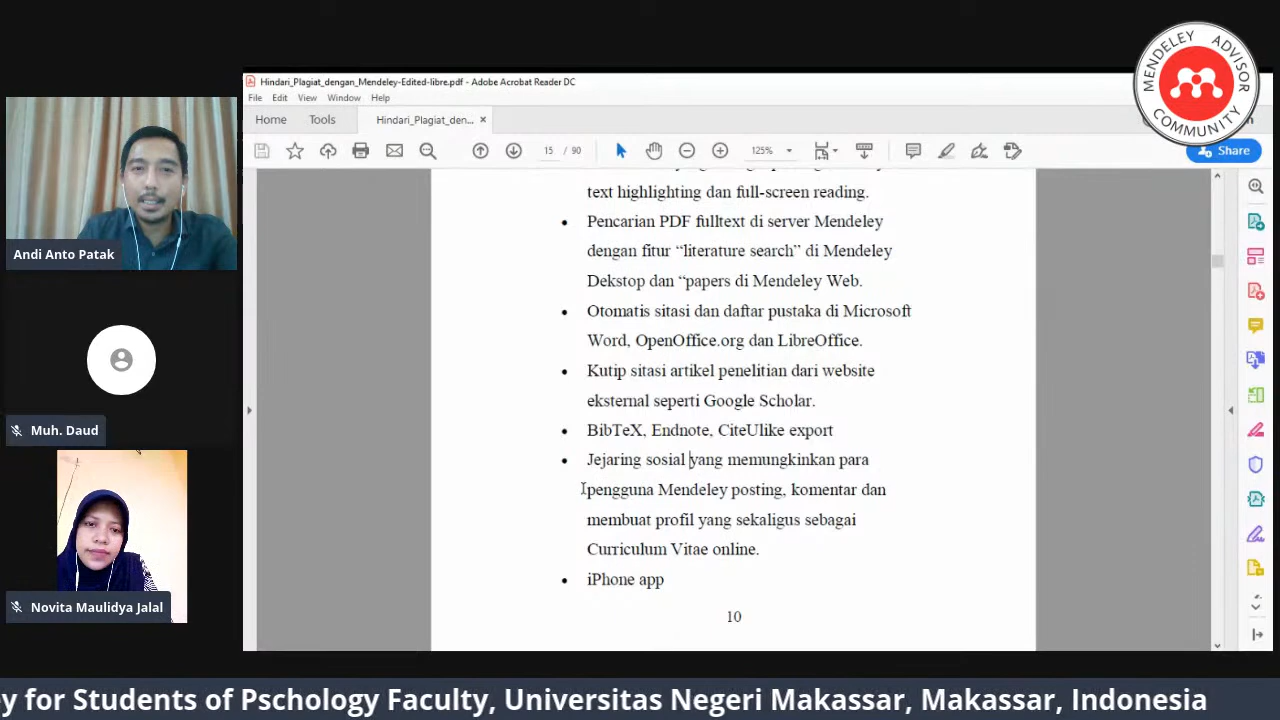 MENDELEY ADVISOR COMMUNITY
Hindari_Plagiat_dengan_Mendeley-Edited-libre.pdf - Adobe Acrobat Reader DC
File Edit View Window Help
Home Tools Hindari_Plagiat_den... ×
15 / 90 125% Share
text highlighting dan full-screen reading.
• Pencarian PDF fulltext di server Mendeley
dengan fitur “literature search” di Mendeley
Dekstop dan “papers di Mendeley Web.
• Otomatis sitasi dan daftar pustaka di Microsoft
Word, OpenOffice.org dan LibreOffice.
• Kutip sitasi artikel penelitian dari website
eksternal seperti Google Scholar.
• BibTeX, Endnote, CiteUlike export
• Jejaring sosial yang memungkinkan para
pengguna Mendeley posting, komentar dan
membuat profil yang sekaligus sebagai
Curriculum Vitae online.
• iPhone app
10
Andi Anto Patak
Muh. Daud
Novita Maulidya Jalal
y for Students of Pschology Faculty, Universitas Negeri Makassar, Makassar, Indonesia